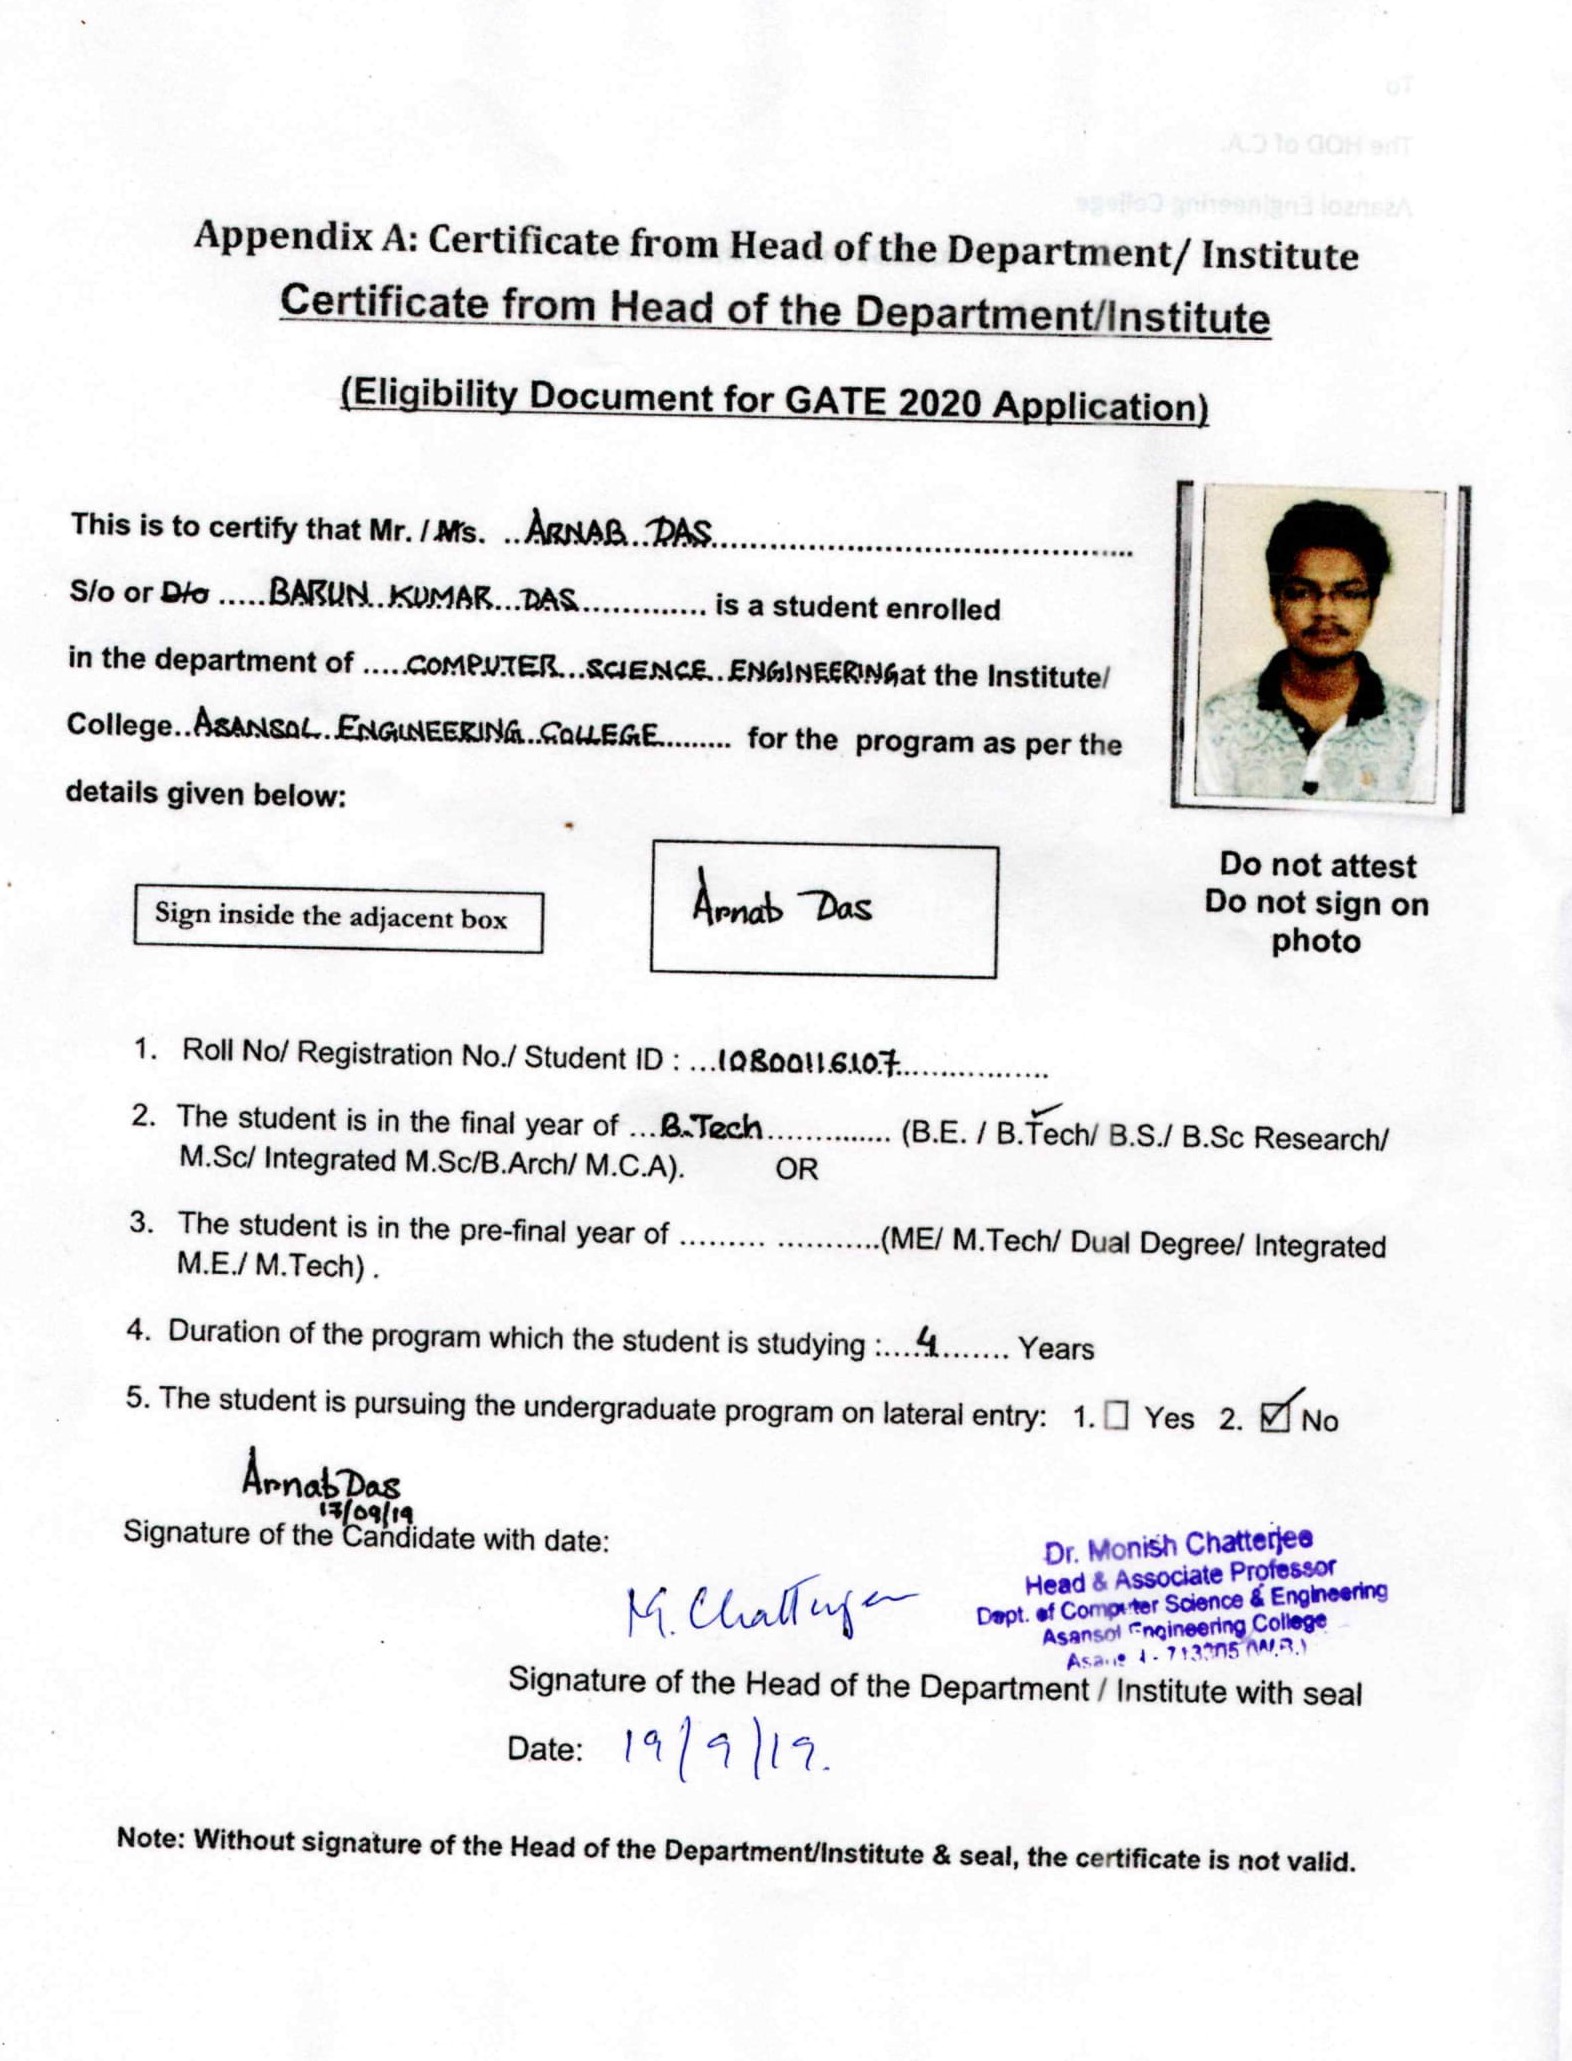 To
The HOD of C.A.
Asansol Engineering College
Appendix A: Certificate from Head of the Department/ Institute
Certificate from Head of the Department/Institute
(Eligibility Document for GATE 2020 Application)
This is to certify that Mr. / Ms. ..ARNAB...DAS..........................................................
S/o or D/o .....BARUN..KUMAR...DAS............. is a student enrolled
in the department of .....COMPUTER...SCIENCE..ENGINEERING at the Institute/
College..ASANSOL..ENGINEERING..COLLEGE......... for the program as per the
details given below:
Do not attest
Do not sign on
photo
Sign inside the adjacent box
Arnab Das
1. Roll No/ Registration No./ Student ID : ...10800116107..................
2. The student is in the final year of ...B.Tech............... (B.E. / B.Tech/ B.S./ B.Sc Research/
M.Sc/ Integrated M.Sc/B.Arch/ M.C.A). OR
3. The student is in the pre-final year of ......... ...........(ME/ M.Tech/ Dual Degree/ Integrated
M.E./ M.Tech) .
4. Duration of the program which the student is studying :.....4........ Years
5. The student is pursuing the undergraduate program on lateral entry: 1. ☐ Yes 2. ☑ No
Arnab Das
17/09/19
Signature of the Candidate with date:
M. Chatterjee
Dr. Monish Chatterjee
Head & Associate Professor
Dept. of Computer Science & Engineering
Asansol Engineering College
713305 (W.B.)
Signature of the Head of the Department / Institute with seal
Date: 19/9/19.
Note: Without signature of the Head of the Department/Institute & seal, the certificate is not valid.